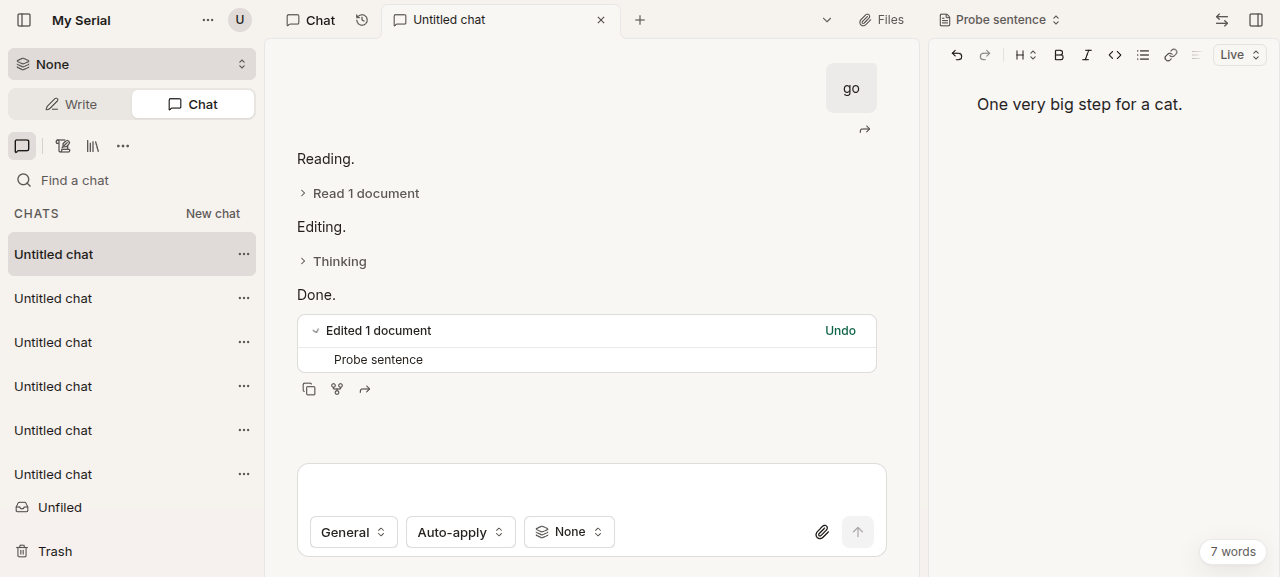 My Serial
U
None
Write
Chat
Find a chat
CHATS
New chat
Untitled chat
Untitled chat
Untitled chat
Untitled chat
Untitled chat
Untitled chat
Unfiled
Trash
Chat
Untitled chat
Files
go
Reading.
Read 1 document
Editing.
Thinking
Done.
Edited 1 document
Undo
Probe sentence
General
Auto-apply
None
Probe sentence
H
B
I
Live
One very big step for a cat.
7 words